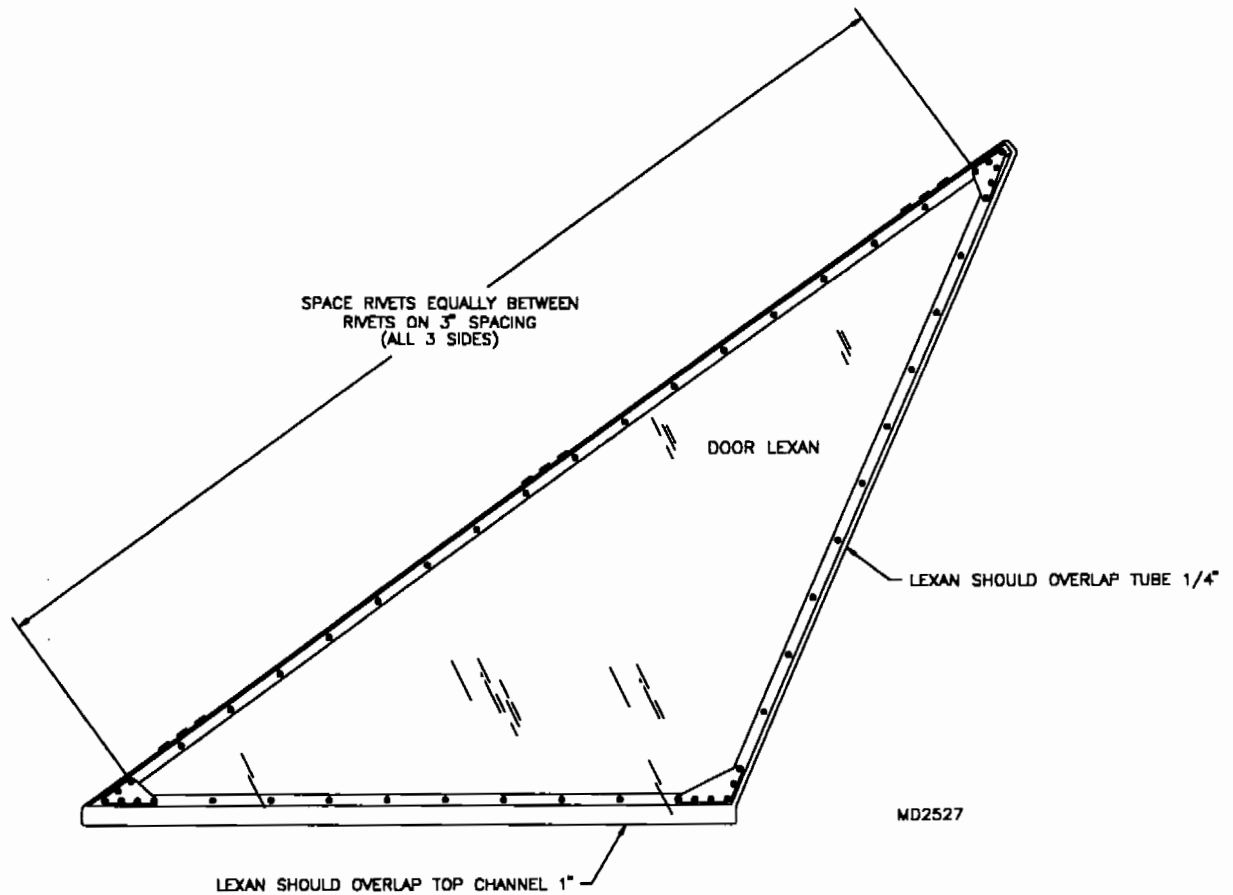 SPACE RIVETS EQUALLY BETWEEN
RIVETS ON 3" SPACING
(ALL 3 SIDES)
DOOR LEXAN
LEXAN SHOULD OVERLAP TUBE 1/4"
MD2527
LEXAN SHOULD OVERLAP TOP CHANNEL 1"